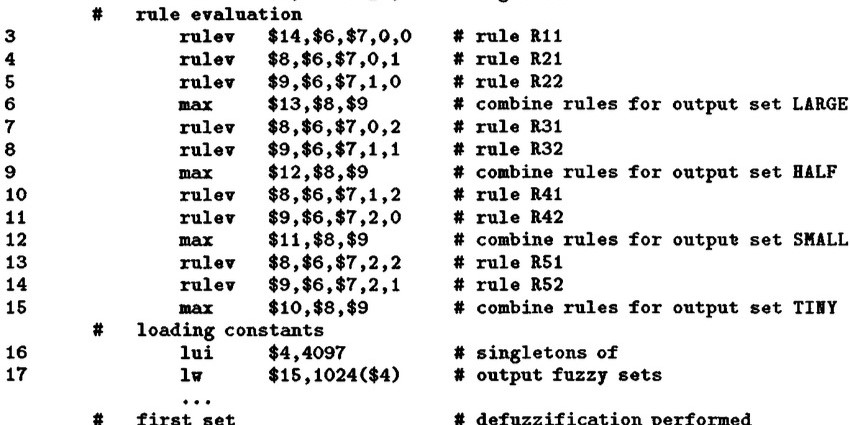 # rule evaluation
3 rulev $14,$6,$7,0,0 # rule R11
4 rulev $8,$6,$7,0,1 # rule R21
5 rulev $9,$6,$7,1,0 # rule R22
6 max $13,$8,$9 # combine rules for output set LARGE
7 rulev $8,$6,$7,0,2 # rule R31
8 rulev $9,$6,$7,1,1 # rule R32
9 max $12,$8,$9 # combine rules for output set HALF
10 rulev $8,$6,$7,1,2 # rule R41
11 rulev $9,$6,$7,2,0 # rule R42
12 max $11,$8,$9 # combine rules for output set SMALL
13 rulev $8,$6,$7,2,2 # rule R51
14 rulev $9,$6,$7,2,1 # rule R52
15 max $10,$8,$9 # combine rules for output set TINY
# loading constants
16 lui $4,4097 # singletons of
17 lw $15,1024($4) # output fuzzy sets
...
# first set # defuzzification performed